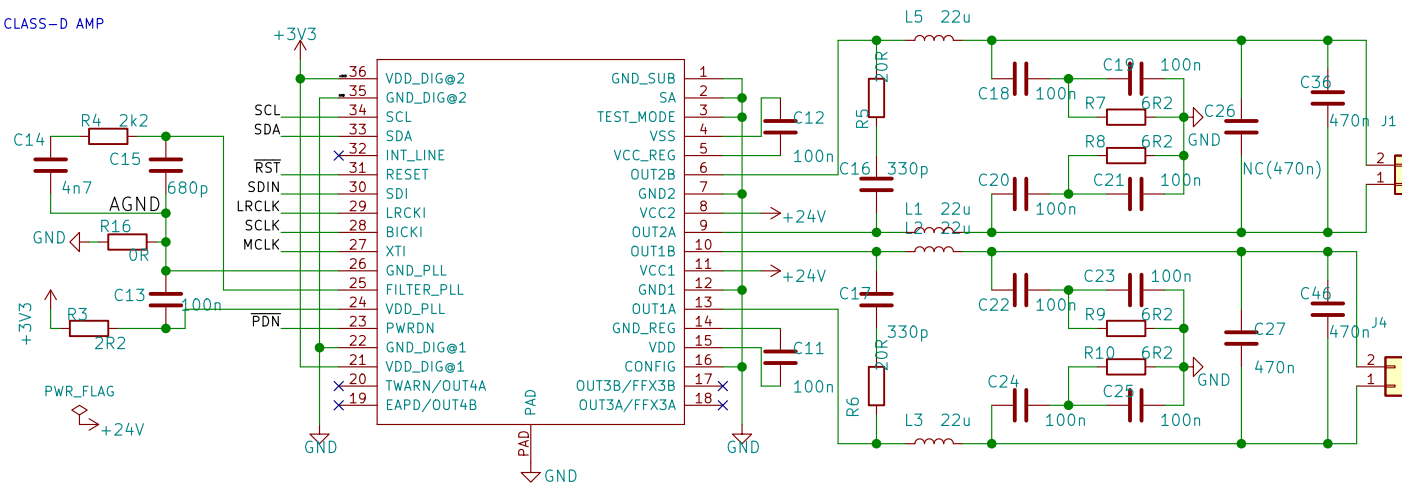 CLASS-D AMP
+3V3
SCL
SDA
RST
SDIN
LRCLK
SCLK
MCLK
PDN
C14
4n7
R4 2k2
C15
680p
AGND
GND
R16
0R
C13
100n
+3V3
R3
2R2
PWR_FLAG
+24V
36 VDD_DIG@2
35 GND_DIG@2
34 SCL
33 SDA
32 INT_LINE
31 RESET
30 SDI
29 LRCKI
28 BICKI
27 XTI
26 GND_PLL
25 FILTER_PLL
24 VDD_PLL
23 PWRDN
22 GND_DIG@1
21 VDD_DIG@1
20 TWARN/OUT4A
19 EAPD/OUT4B
GND_SUB 1
SA 2
TEST_MODE 3
VSS 4
VCC_REG 5
OUT2B 6
GND2 7
VCC2 8
OUT2A 9
OUT1B 10
VCC1 11
GND1 12
OUT1A 13
GND_REG 14
VDD 15
CONFIG 16
OUT3B/FFX3B 17
OUT3A/FFX3A 18
PAD
PAD
GND
GND
GND
C12
100n
+24V
+24V
C11
100n
L5 22u
20R
R5
C16
330p
L1 22u
L2 22u
C17
330p
20R
R6
L3 22u
C18
100n
C19
100n
R7 6R2
R8 6R2
C20
100n
C21
100n
GND
C26
NC(470n)
C36
470n
J1
2
1
C22
100n
C23
100n
R9 6R2
R10 6R2
C24
100n
C25
100n
GND
C27
470n
C46
470n
J4
2
1